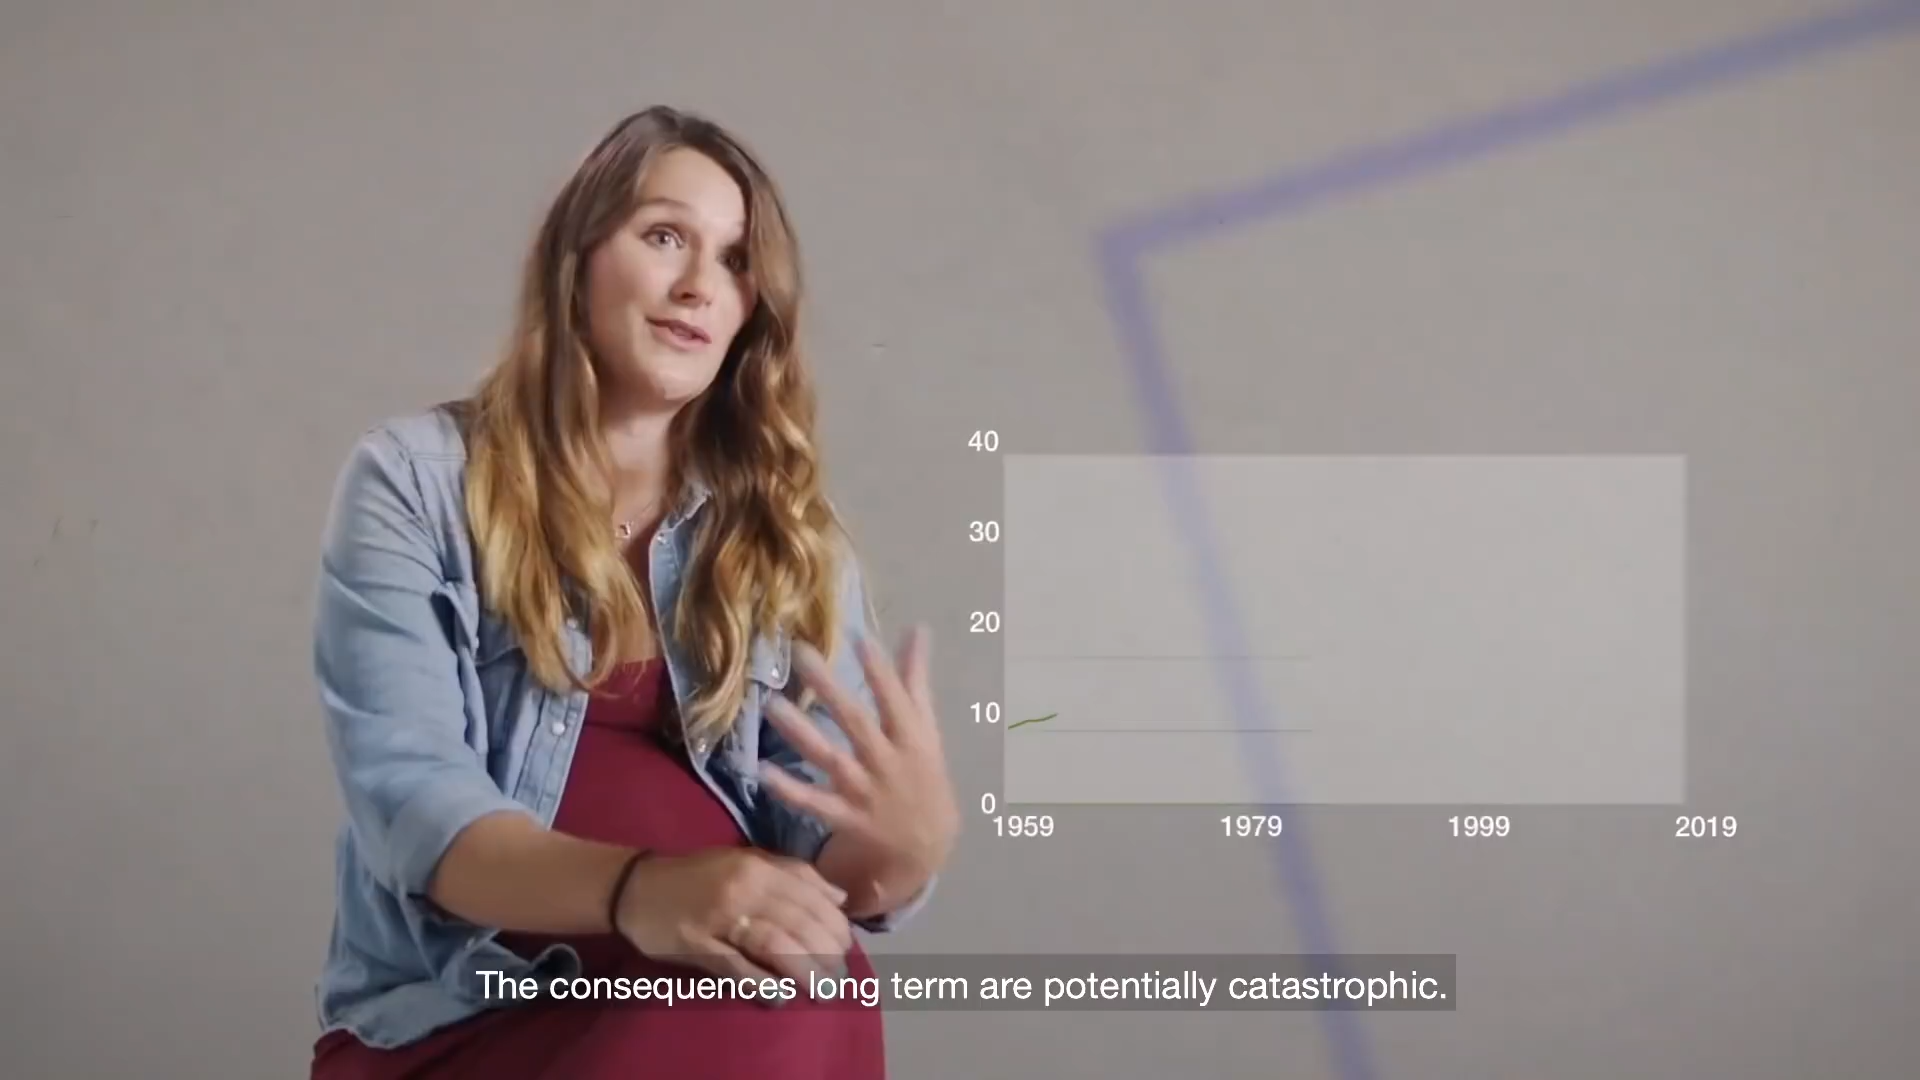 40
30
20
10
0
1959 1979 1999 2019
The consequences long term are potentially catastrophic.